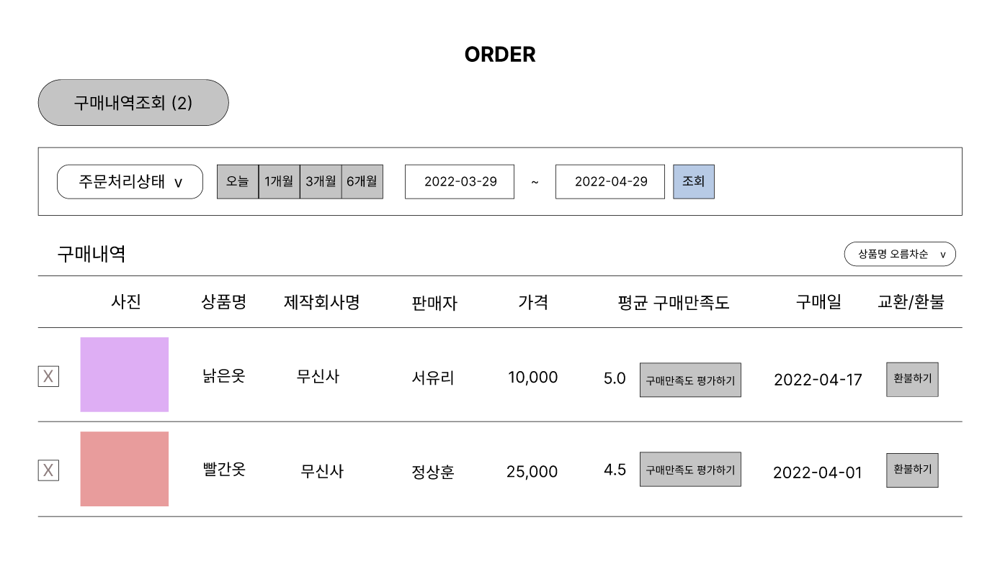 ORDER
구매내역조회 (2)
주문처리상태 v 오늘 1개월 3개월 6개월 2022-03-29 ~ 2022-04-29 조회
구매내역 상품명 오름차순 v
사진 상품명 제작회사명 판매자 가격 평균 구매만족도 구매일 교환/환불
X 낡은옷 무신사 서유리 10,000 5.0 구매만족도 평가하기 2022-04-17 환불하기
X 빨간옷 무신사 정상훈 25,000 4.5 구매만족도 평가하기 2022-04-01 환불하기